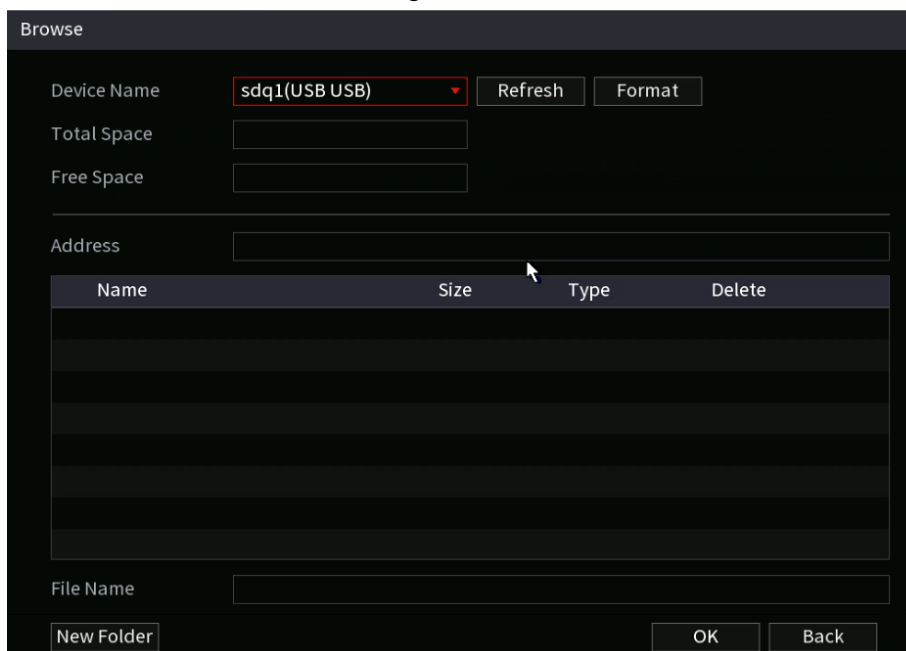 Browse
Device Name sdq1(USB USB) Refresh Format
Total Space
Free Space
Address
Name Size Type Delete
File Name
New Folder OK Back